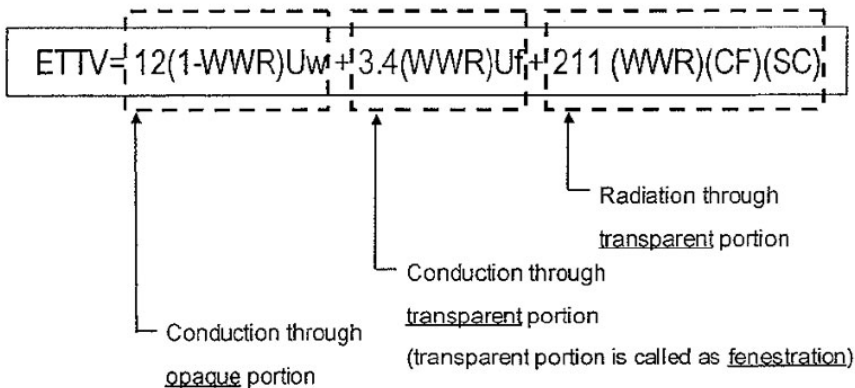 ETTV= 12(1-WWR)Uw + 3.4(WWR)Uf + 211 (WWR)(CF)(SC)
Radiation through
transparent portion
Conduction through
transparent portion
(transparent portion is called as fenestration)
Conduction through
opaque portion